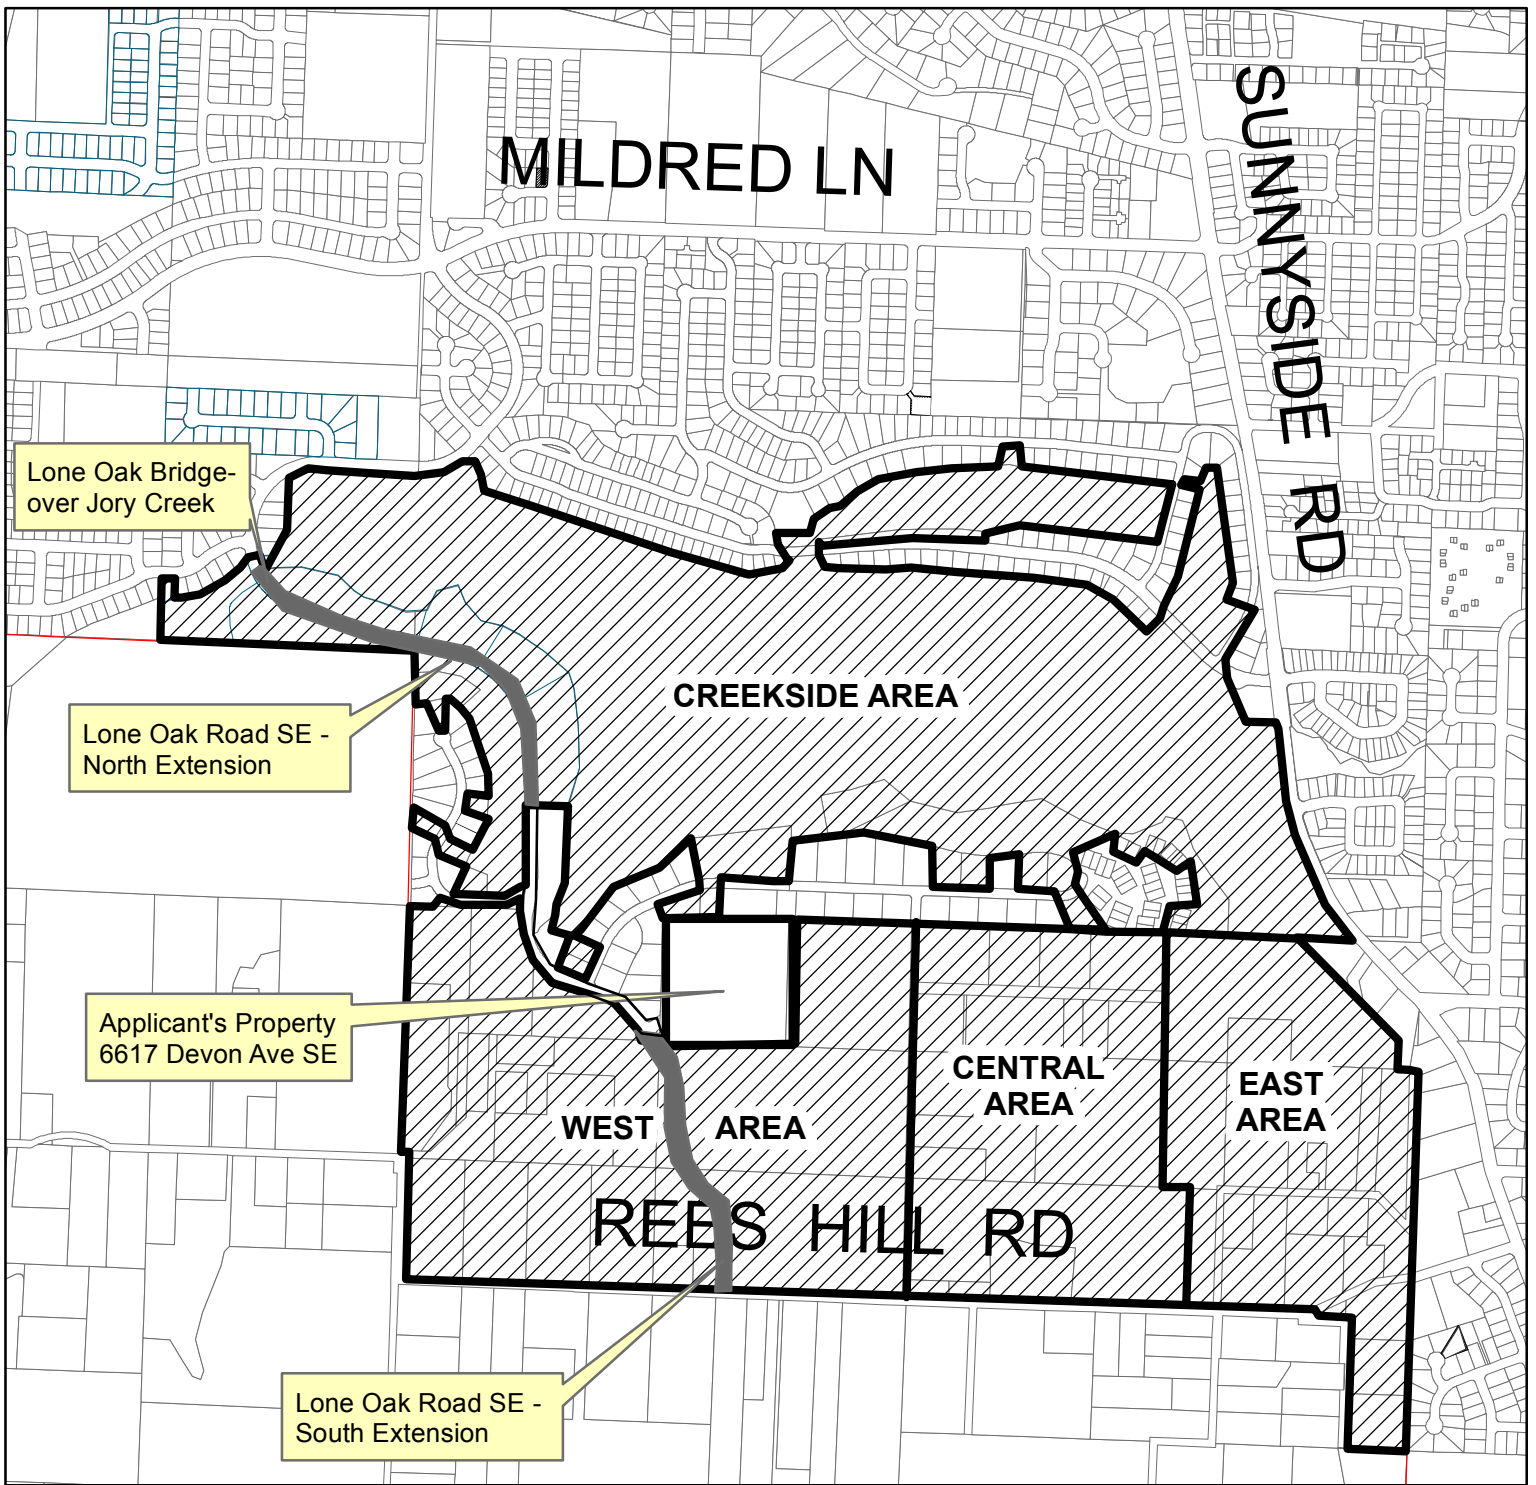 MILDRED LN
SUNNYSIDE RD
Lone Oak Bridge-
over Jory Creek
CREEKSIDE AREA
Lone Oak Road SE -
North Extension
Applicant's Property
6617 Devon Ave SE
CENTRAL
AREA
EAST
AREA
WEST AREA
REES HILL RD
Lone Oak Road SE -
South Extension